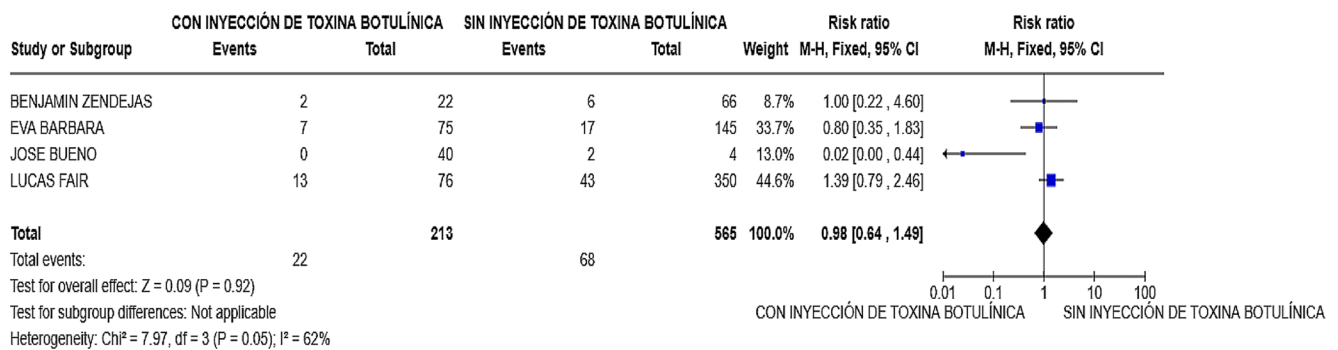 CON INYECCIÓN DE TOXINA BOTULÍNICA SIN INYECCIÓN DE TOXINA BOTULÍNICA Risk ratio Risk ratio
Study or Subgroup Events Total Events Total Weight M-H, Fixed, 95% CI M-H, Fixed, 95% CI
BENJAMIN ZENDEJAS 2 22 6 66 8.7% 1.00 [0.22 , 4.60]
EVA BARBARA 7 75 17 145 33.7% 0.80 [0.35 , 1.83]
JOSE BUENO 0 40 2 4 13.0% 0.02 [0.00 , 0.44]
LUCAS FAIR 13 76 43 350 44.6% 1.39 [0.79 , 2.46]
Total 213 565 100.0% 0.98 [0.64 , 1.49]
Total events: 22 68
Test for overall effect: Z = 0.09 (P = 0.92)
0.01 0.1 1 10 100
Test for subgroup differences: Not applicable
CON INYECCIÓN DE TOXINA BOTULÍNICA SIN INYECCIÓN DE TOXINA BOTULÍNICA
Heterogeneity: Chi² = 7.97, df = 3 (P = 0.05); I² = 62%